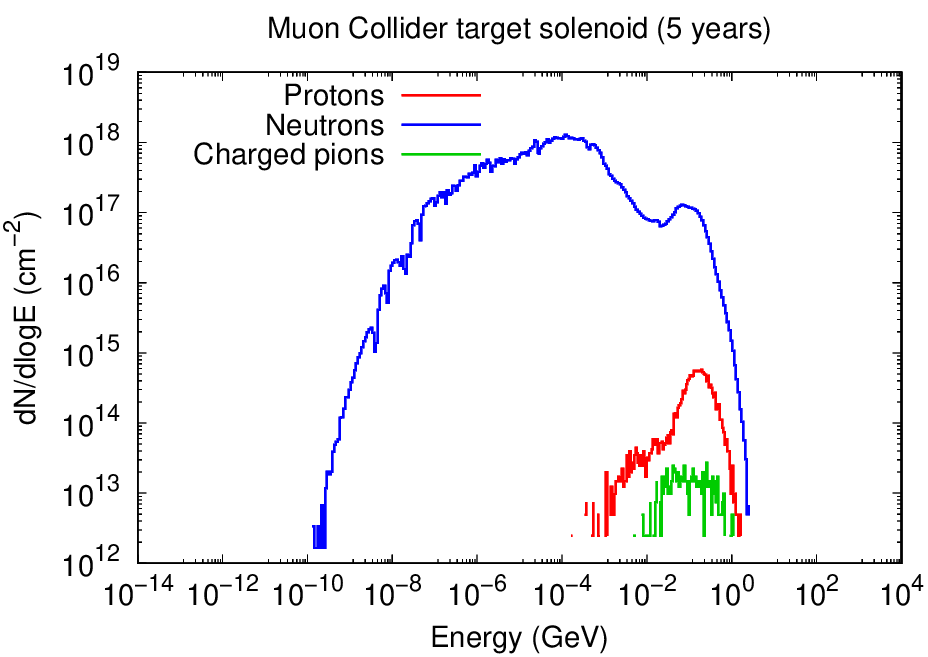 Muon Collider target solenoid (5 years)
10^19
10^18
10^17
10^16
10^15
10^14
10^13
10^12
dN/dlogE (cm^−2)
Protons
Neutrons
Charged pions
10^−14 10^−12 10^−10 10^−8 10^−6 10^−4 10^−2 10^0 10^2 10^4
Energy (GeV)